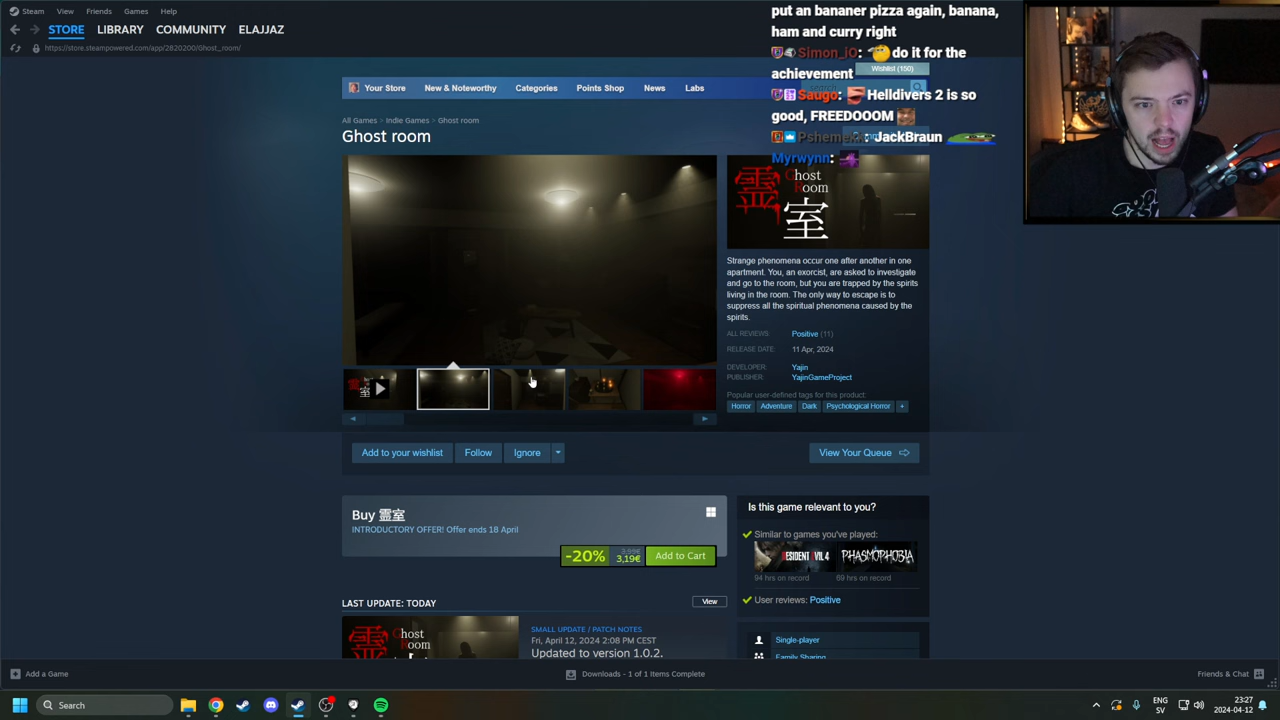 Steam View Friends Games Help
STORE LIBRARY COMMUNITY ELAJJAZ
https://store.steampowered.com/app/2820200/Ghost_room/
put an bananer pizza again, banana,
ham and curry right
Simon_iO: do it for the
achievement
Wishlist (150)
Saugo: Helldivers 2 is so
good, FREEDOOOM
: JackBraun
Myrwynn:
Your Store New & Noteworthy Categories Points Shop News Labs
All Games > Indie Games > Ghost room
Ghost room
Ghost
Room
霊
室
Strange phenomena occur one after another in one
apartment. You, an exorcist, are asked to investigate
and go to the room, but you are trapped by the spirits
living in the room. The only way to escape is to
suppress all the spiritual phenomena caused by the
spirits.
ALL REVIEWS: Positive (11)
RELEASE DATE: 11 Apr, 2024
DEVELOPER: Yajin
PUBLISHER: YajinGameProject
Popular user-defined tags for this product:
Horror Adventure Dark Psychological Horror +
Add to your wishlist Follow Ignore View Your Queue
Buy 霊室
INTRODUCTORY OFFER! Offer ends 18 April
-20% 3,99€ 3,19€ Add to Cart
Is this game relevant to you?
Similar to games you've played:
RESIDENT EVIL 4 PHASMOPHOBIA
94 hrs on record 69 hrs on record
User reviews: Positive
LAST UPDATE: TODAY View
Ghost
Room
SMALL UPDATE / PATCH NOTES
Fri, April 12, 2024 2:08 PM CEST
Updated to version 1.0.2.
Single-player
Family Sharing
Add a Game Downloads - 1 of 1 Items Complete Friends & Chat
Search
ENG
SV
23:27
2024-04-12